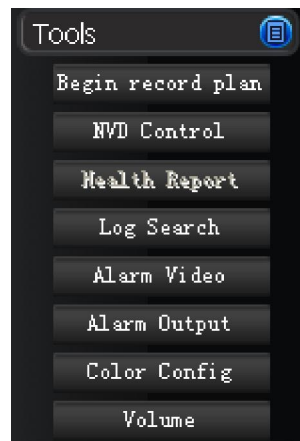 Tools
Begin record plan
NVD Control
Health Report
Log Search
Alarm Video
Alarm Output
Color Config
Volume